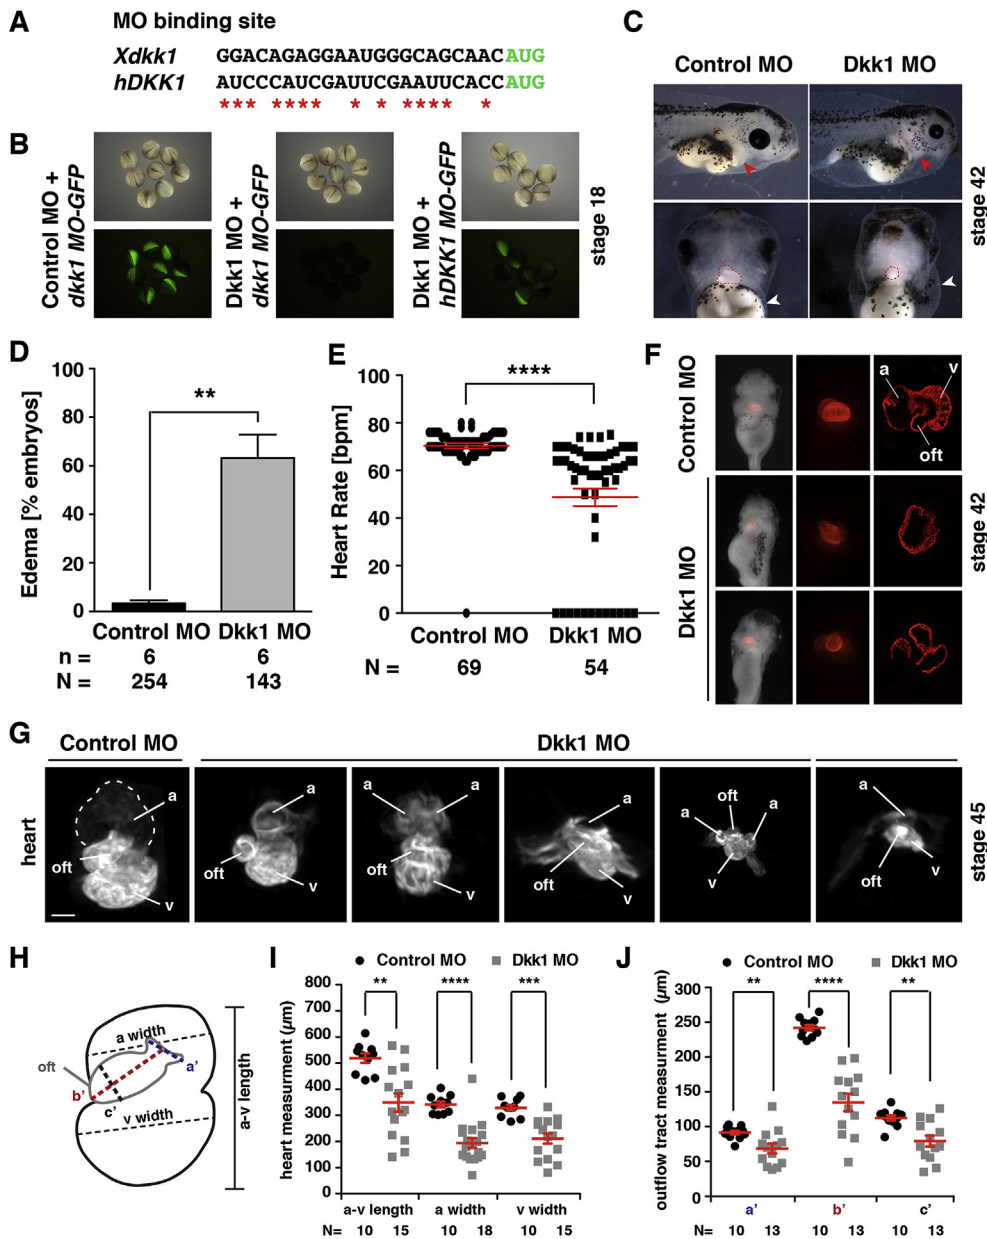 A
MO binding site
Xdkk1 GGACAGAGGAAUGGGCAGCAACAUG
hDKK1 AUCCCAUCGAUUCGAAUUCACCAUG
*** **** * * **** *
B
Control MO +
dkk1 MO-GFP
Dkk1 MO +
dkk1 MO-GFP
Dkk1 MO +
hDKK1 MO-GFP
stage 18
C
Control MO Dkk1 MO
stage 42
D
Edema [% embryos]
100
80
60
40
20
0
**
Control MO Dkk1 MO
n = 6 6
N = 254 143
E
Heart Rate [bpm]
100
80
60
40
20
0
****
Control MO Dkk1 MO
N = 69 54
F
Control MO
Dkk1 MO
a v
oft
stage 42
G
Control MO Dkk1 MO
heart
a
oft
v
a
oft
v
a a
v
a
oft
v
a oft a
v
a
oft v
stage 45
H
a width
oft
a'
b'
c'
v width
a-v length
I
Control MO Dkk1 MO
heart measurment (µm)
800
700
600
500
400
300
200
100
0
** **** ***
a-v length a width v width
N= 10 15 10 18 10 15
J
Control MO Dkk1 MO
outflow tract measurment (µm)
300
250
200
150
100
50
0
** **** **
a' b' c'
N= 10 13 10 13 10 13